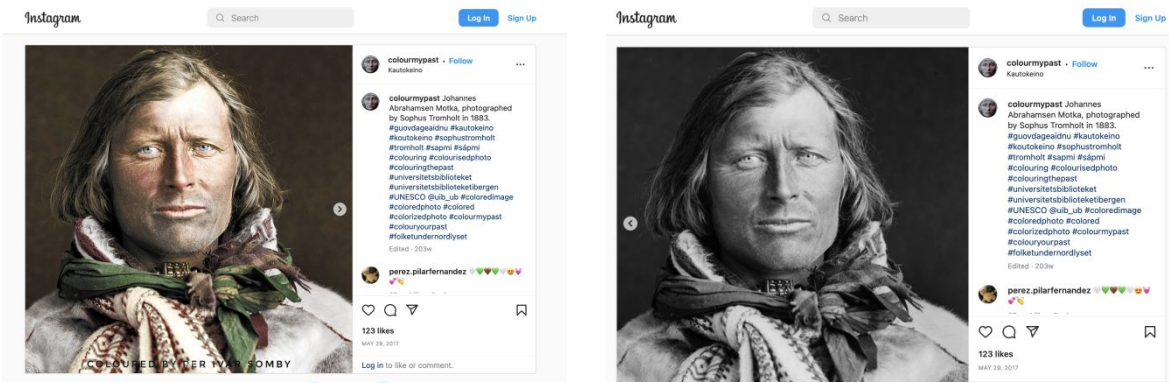 Instagram
Search
Log In
Sign Up
colourmypast • Follow
Kautokeino
colourmypast Johannes
Abrahamsen Motka, photographed
by Sophus Tromholt in 1883.
#guovdageaidnu #kautokeino
#koutokeino #sophustromholt
#tromholt #sapmi #sápmi
#colouring #colourisedphoto
#colouringthepast
#universitetsbiblioteket
#universitetsbiblioteketibergen
#UNESCO @uib_ub #coloredimage
#coloredphoto #colored
#colorizedphoto #colourmypast
#colouryourpast
#folketundernordlyset
Edited · 203w
perez.pilarfernandez 🤍💚🤎💚🤍😍💓
💕👏
123 likes
MAY 29, 2017
Log in to like or comment.
COLOURED BY PER IVAR SOMBY
Instagram
Search
Log In
Sign Up
colourmypast • Follow
Kautokeino
colourmypast Johannes
Abrahamsen Motka, photographed
by Sophus Tromholt in 1883.
#guovdageaidnu #kautokeino
#koutokeino #sophustromholt
#tromholt #sapmi #sápmi
#colouring #colourisedphoto
#colouringthepast
#universitetsbiblioteket
#universitetsbiblioteketibergen
#UNESCO @uib_ub #coloredimage
#coloredphoto #colored
#colorizedphoto #colourmypast
#colouryourpast
#folketundernordlyset
Edited · 203w
perez.pilarfernandez 🤍💚🤎💚🤍😍💓
💕👏
123 likes
MAY 29, 2017